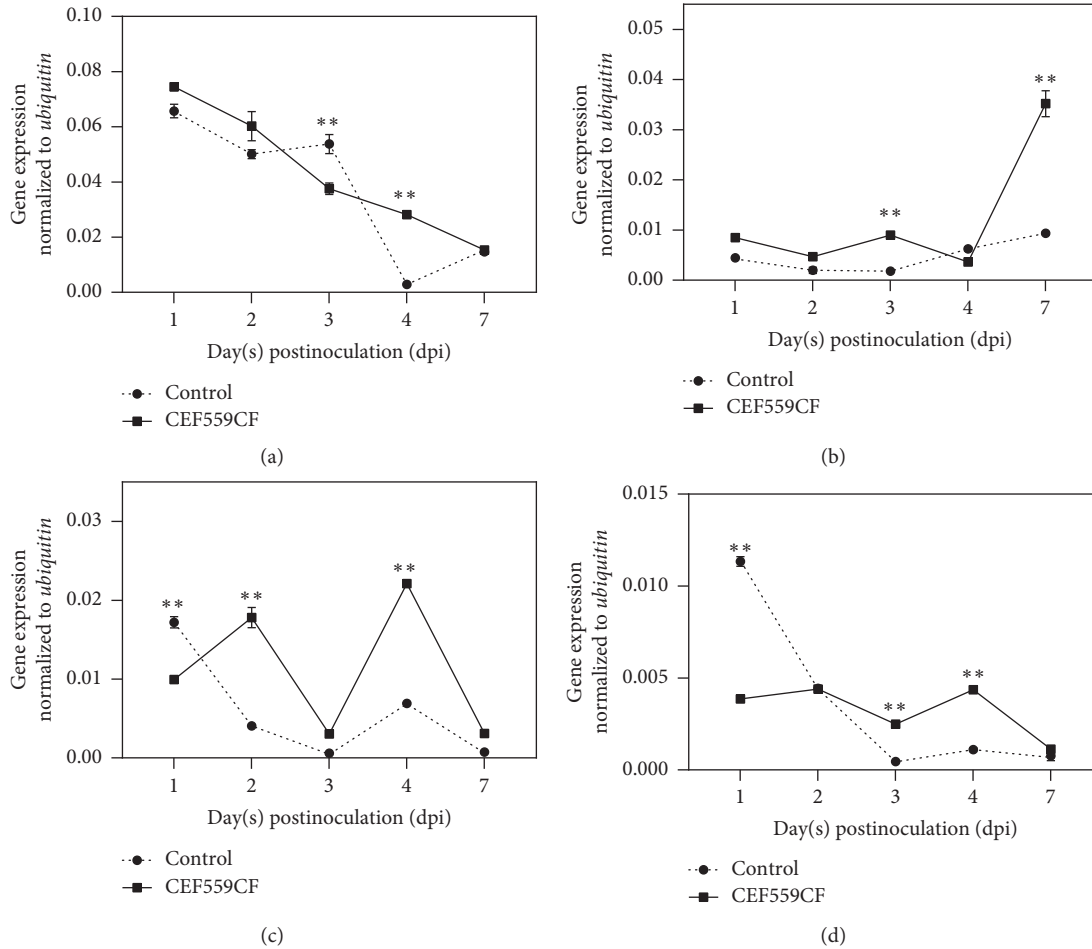 0.10
0.08
0.06
0.04
0.02
0.00
Gene expression
normalized to ubiquitin
**
**
1 2 3 4 7
Day(s) postinoculation (dpi)
Control
CEF559CF
(a)
0.05
0.04
0.03
0.02
0.01
0.00
Gene expression
normalized to ubiquitin
**
**
1 2 3 4 7
Day(s) postinoculation (dpi)
Control
CEF559CF
(b)
0.03
0.02
0.01
0.00
Gene expression
normalized to ubiquitin
** ** **
1 2 3 4 7
Day(s) postinoculation (dpi)
Control
CEF559CF
(c)
0.015
0.010
0.005
0.000
Gene expression
normalized to ubiquitin
**
**
**
1 2 3 4 7
Day(s) postinoculation (dpi)
Control
CEF559CF
(d)